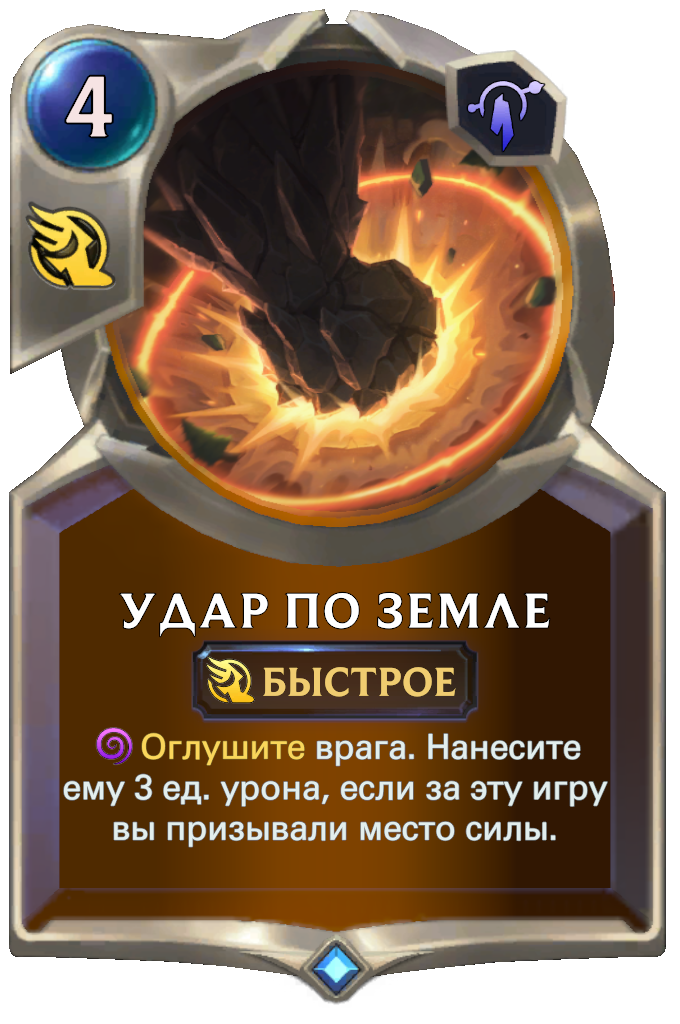 4
УДАР ПО ЗЕМЛЕ
БЫСТРОЕ
Оглушите врага. Нанесите
ему 3 ед. урона, если за эту игру
вы призывали место силы.